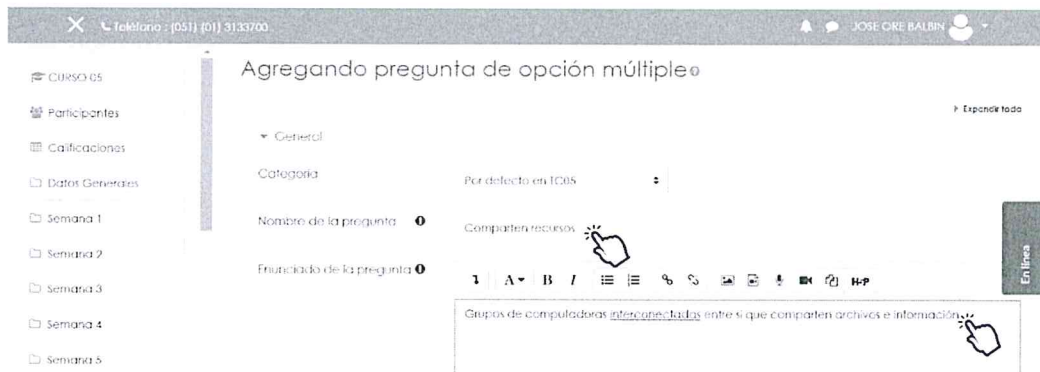 Teléfono : (051) (01) 3133700
JOSE ORE BALBIN
CURSO 05
Participantes
Calificaciones
Datos Generales
Semana 1
Semana 2
Semana 3
Semana 4
Semana 5
Agregando pregunta de opción múltiple
Expandir todo
General
Categoría
Por defecto en TC05
Nombre de la pregunta
Comparten recursos
Enunciado de la pregunta
A B I H-P
Grupos de computadoras interconectadas entre si que comparten archivos e información
En línea